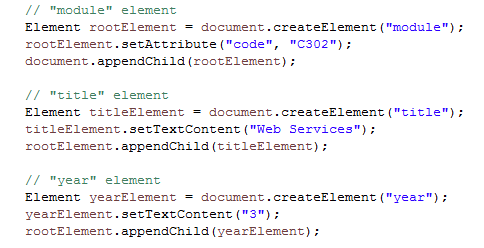 // "module" element
Element rootElement = document.createElement("module");
rootElement.setAttribute("code", "C302");
document.appendChild(rootElement);
// "title" element
Element titleElement = document.createElement("title");
titleElement.setTextContent("Web Services");
rootElement.appendChild(titleElement);
// "year" element
Element yearElement = document.createElement("year");
yearElement.setTextContent("3");
rootElement.appendChild(yearElement);